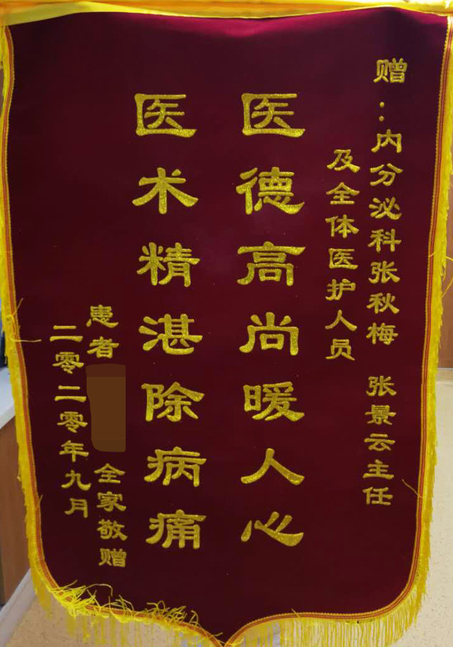 赠：内分泌科张秋梅 张景云主任
及全体医护人员
医德高尚暖人心
医术精湛除病痛
患者 全家敬赠
二零二零年九月